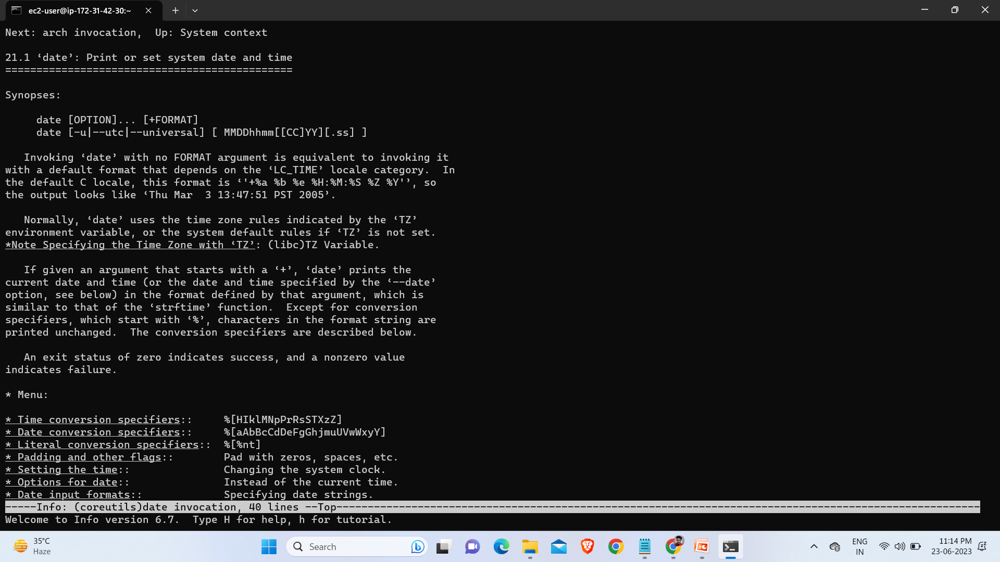 ec2-user@ip-172-31-42-30:~
Next: arch invocation,  Up: System context
21.1 ‘date’: Print or set system date and time
==============================================
Synopses:
date [OPTION]... [+FORMAT]
date [-u|--utc|--universal] [ MMDDhhmm[[CC]YY][.ss] ]
Invoking ‘date’ with no FORMAT argument is equivalent to invoking it
with a default format that depends on the ‘LC_TIME’ locale category.  In
the default C locale, this format is ‘'+%a %b %e %H:%M:%S %Z %Y'’, so
the output looks like ‘Thu Mar  3 13:47:51 PST 2005’.
Normally, ‘date’ uses the time zone rules indicated by the ‘TZ’
environment variable, or the system default rules if ‘TZ’ is not set.
*Note Specifying the Time Zone with ‘TZ’: (libc)TZ Variable.
If given an argument that starts with a ‘+’, ‘date’ prints the
current date and time (or the date and time specified by the ‘--date’
option, see below) in the format defined by that argument, which is
similar to that of the ‘strftime’ function.  Except for conversion
specifiers, which start with ‘%’, characters in the format string are
printed unchanged.  The conversion specifiers are described below.
An exit status of zero indicates success, and a nonzero value
indicates failure.
* Menu:
* Time conversion specifiers::     %[HIklMNpPrRsSTXzZ]
* Date conversion specifiers::     %[aAbBcCdDeFgGhjmuUVwWxyY]
* Literal conversion specifiers::  %[%nt]
* Padding and other flags::        Pad with zeros, spaces, etc.
* Setting the time::               Changing the system clock.
* Options for date::               Instead of the current time.
* Date input formats::             Specifying date strings.
-----Info: (coreutils)date invocation, 40 lines --Top-------------------------------------------------------------------------------------------------------
Welcome to Info version 6.7.  Type H for help, h for tutorial.
35°C
Haze
Search
ENG
IN
11:14 PM
23-06-2023